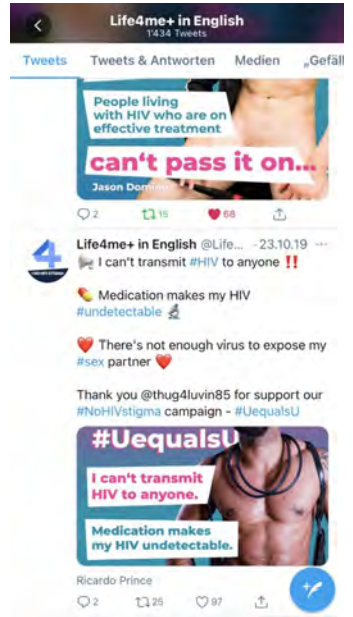 Life4me+ in English
1'434 Tweets
Tweets Tweets & Antworten Medien „Gefäll
People living
with HIV who are on
effective treatment
can't pass it on...
Jason
2 15 68
Life4me+ in English @Life... · 23.10.19 ···
I can't transmit #HIV to anyone ‼
Medication makes my HIV
#undetectable
There's not enough virus to expose my
#sex partner
Thank you @thug4luvin85 for support our
#NoHIVstigma campaign - #UequalsU
#UequalsU
I can't transmit
HIV to anyone.
Medication makes
my HIV undetectable.
Ricardo Prince
2 25 97